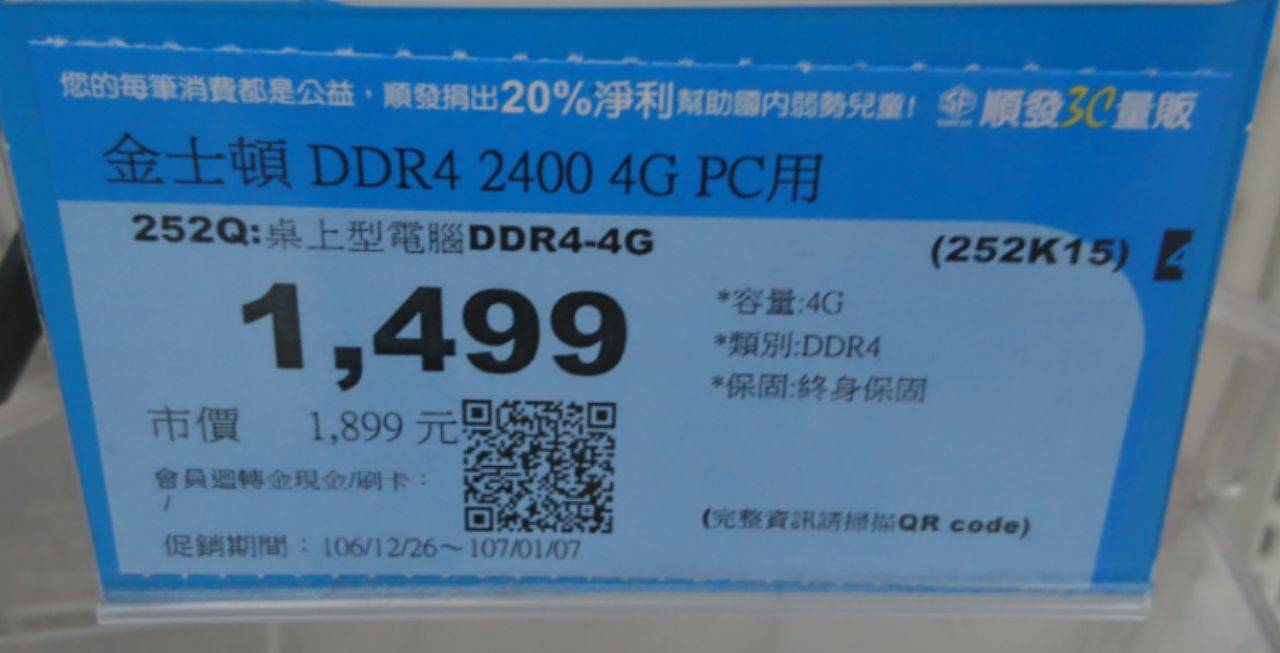 您的每筆消費都是公益，順發捐出20%淨利幫助國內弱勢兒童! SF 順發3C量販
金士頓 DDR4 2400 4G PC用
252Q:桌上型電腦DDR4-4G
(252K15) 4
1,499
*容量:4G
*類別:DDR4
*保固:終身保固
市價 1,899 元
會員迴轉金現金/刷卡：
/
(完整資訊請掃描QR code)
促銷期間：106/12/26～107/01/07